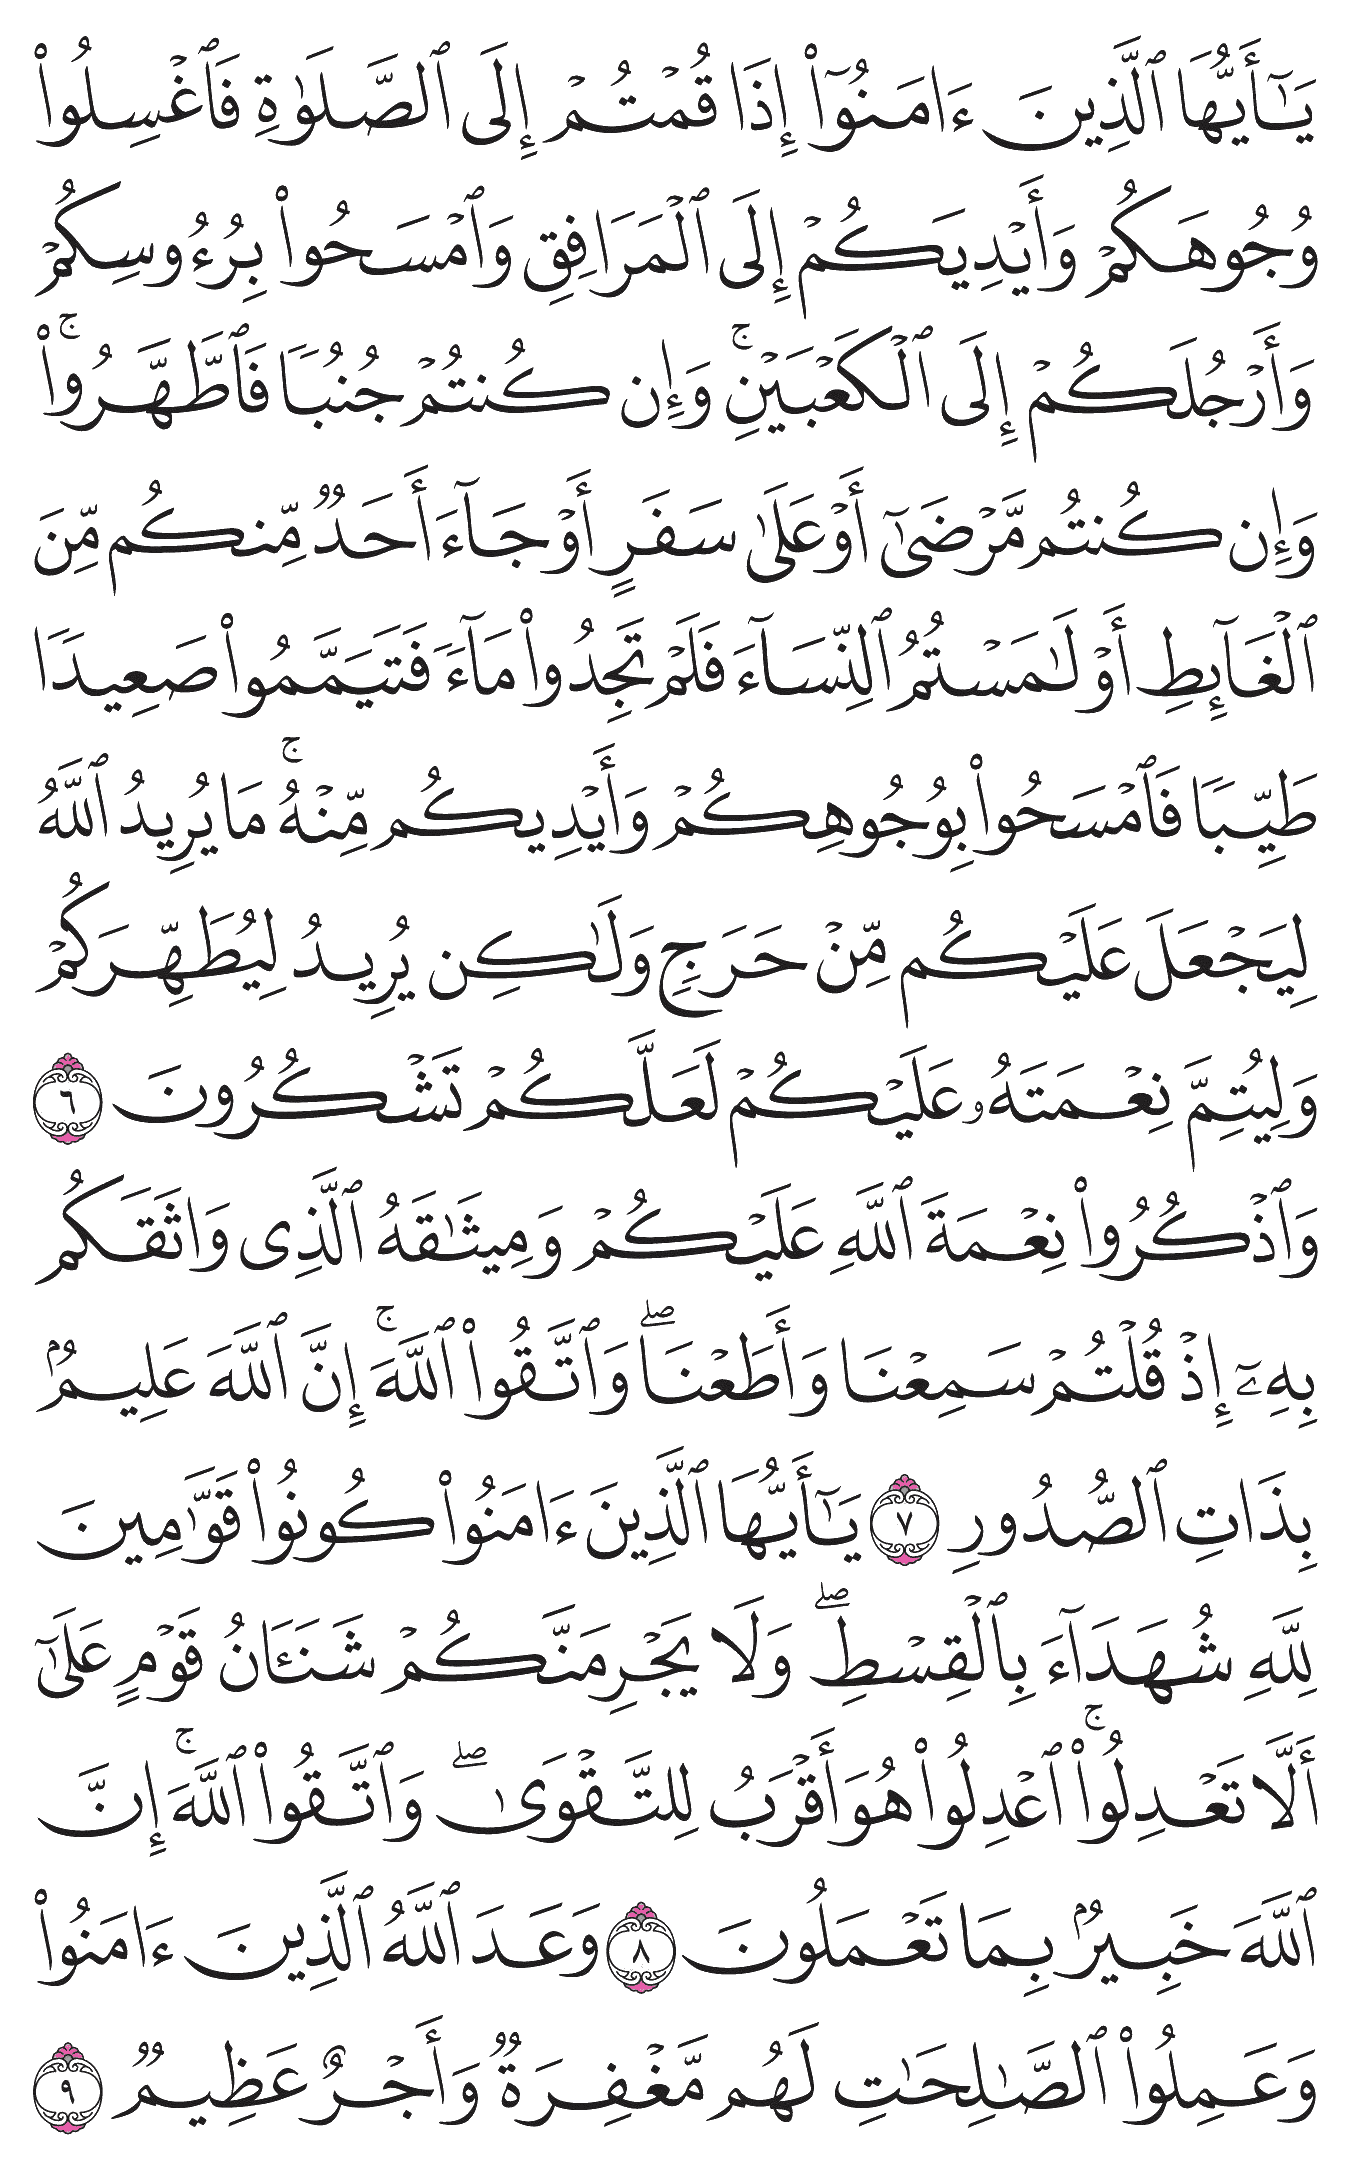 يَٰٓأَيُّهَا ٱلَّذِينَ ءَامَنُوٓا۟ إِذَا قُمْتُمْ إِلَى ٱلصَّلَوٰةِ فَٱغْسِلُوا۟
وُجُوهَكُمْ وَأَيْدِيَكُمْ إِلَى ٱلْمَرَافِقِ وَٱمْسَحُوا۟ بِرُءُوسِكُمْ
وَأَرْجُلَكُمْ إِلَى ٱلْكَعْبَيْنِ ۚ وَإِن كُنتُمْ جُنُبًا فَٱطَّهَّرُوا۟ ۚ
وَإِن كُنتُم مَّرْضَىٰٓ أَوْ عَلَىٰ سَفَرٍ أَوْ جَآءَ أَحَدٌ مِّنكُم مِّنَ
ٱلْغَآئِطِ أَوْ لَٰمَسْتُمُ ٱلنِّسَآءَ فَلَمْ تَجِدُوا۟ مَآءً فَتَيَمَّمُوا۟ صَعِيدًا
طَيِّبًا فَٱمْسَحُوا۟ بِوُجُوهِكُمْ وَأَيْدِيكُم مِّنْهُ ۚ مَا يُرِيدُ ٱللَّهُ
لِيَجْعَلَ عَلَيْكُم مِّنْ حَرَجٍ وَلَٰكِن يُرِيدُ لِيُطَهِّرَكُمْ
وَلِيُتِمَّ نِعْمَتَهُۥ عَلَيْكُمْ لَعَلَّكُمْ تَشْكُرُونَ ٦
وَٱذْكُرُوا۟ نِعْمَةَ ٱللَّهِ عَلَيْكُمْ وَمِيثَٰقَهُ ٱلَّذِى وَاثَقَكُم
بِهِۦٓ إِذْ قُلْتُمْ سَمِعْنَا وَأَطَعْنَا ۖ وَٱتَّقُوا۟ ٱللَّهَ ۚ إِنَّ ٱللَّهَ عَلِيمٌۢ
بِذَاتِ ٱلصُّدُورِ ٧ يَٰٓأَيُّهَا ٱلَّذِينَ ءَامَنُوا۟ كُونُوا۟ قَوَّٰمِينَ
لِلَّهِ شُهَدَآءَ بِٱلْقِسْطِ ۖ وَلَا يَجْرِمَنَّكُمْ شَنَـَٔانُ قَوْمٍ عَلَىٰٓ
أَلَّا تَعْدِلُوا۟ ۚ ٱعْدِلُوا۟ هُوَ أَقْرَبُ لِلتَّقْوَىٰ ۖ وَٱتَّقُوا۟ ٱللَّهَ ۚ إِنَّ
ٱللَّهَ خَبِيرٌۢ بِمَا تَعْمَلُونَ ٨ وَعَدَ ٱللَّهُ ٱلَّذِينَ ءَامَنُوا۟
وَعَمِلُوا۟ ٱلصَّٰلِحَٰتِ لَهُم مَّغْفِرَةٌ وَأَجْرٌ عَظِيمٌ ٩